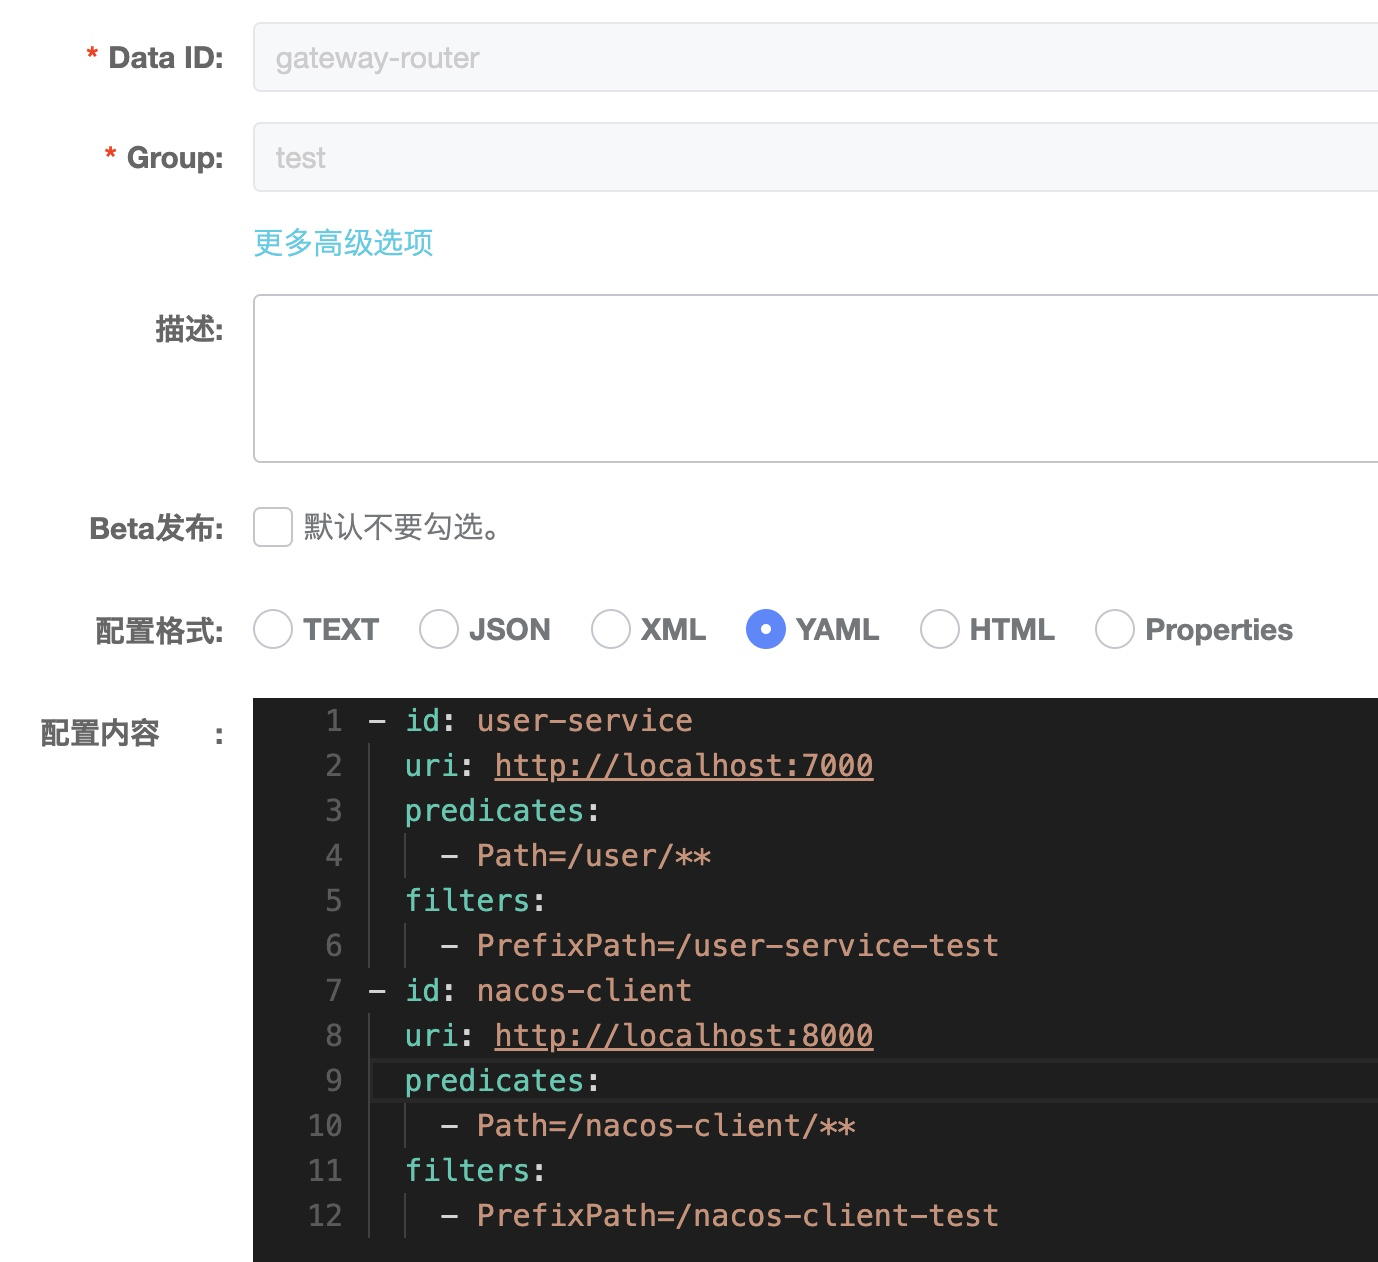 * Data ID: gateway-router
* Group: test
更多高级选项
描述:
Beta发布: 默认不要勾选。
配置格式: TEXT JSON XML YAML HTML Properties
配置内容 :
1 - id: user-service
2 uri: http://localhost:7000
3 predicates:
4 - Path=/user/**
5 filters:
6 - PrefixPath=/user-service-test
7 - id: nacos-client
8 uri: http://localhost:8000
9 predicates:
10 - Path=/nacos-client/**
11 filters:
12 - PrefixPath=/nacos-client-test